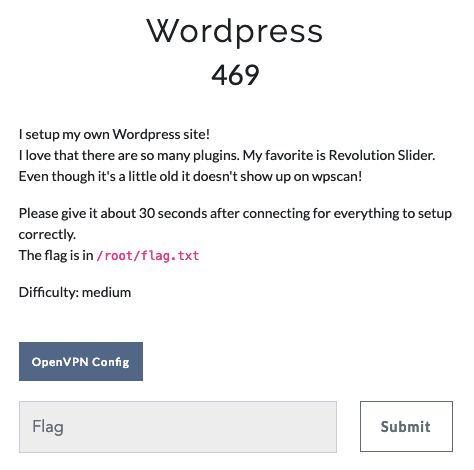 Wordpress
469
I setup my own Wordpress site!
I love that there are so many plugins. My favorite is Revolution Slider.
Even though it's a little old it doesn't show up on wpscan!
Please give it about 30 seconds after connecting for everything to setup
correctly.
The flag is in /root/flag.txt
Difficulty: medium
OpenVPN Config
Flag
Submit